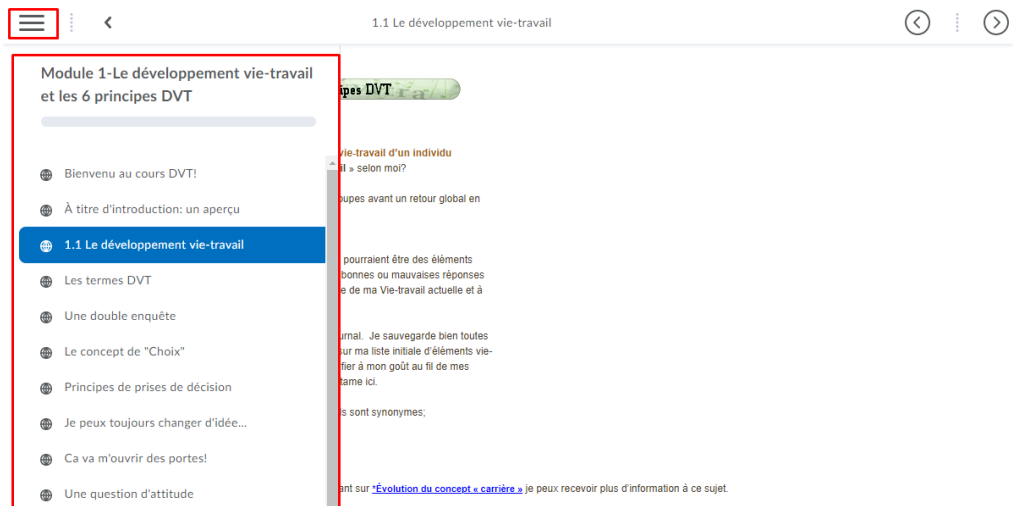 1.1 Le développement vie-travail
Module 1-Le développement vie-travail
et les 6 principes DVT
Bienvenu au cours DVT!
À titre d'introduction: un aperçu
1.1 Le développement vie-travail
Les termes DVT
Une double enquête
Le concept de "Choix"
Principes de prises de décision
Je peux toujours changer d'idée...
Ca va m'ouvrir des portes!
Une question d'attitude
ipes DVT
vie-travail d'un individu
il » selon moi?
oupes avant un retour global en
pourraient être des éléments
bonnes ou mauvaises réponses
e de ma Vie-travail actuelle et à
urnal. Je sauvegarde bien toutes
sur ma liste initiale d'éléments vie-
fier à mon goût au fil de mes
tame ici.
ls sont synonymes;
ant sur *Évolution du concept « carrière » je peux recevoir plus d'information à ce sujet.